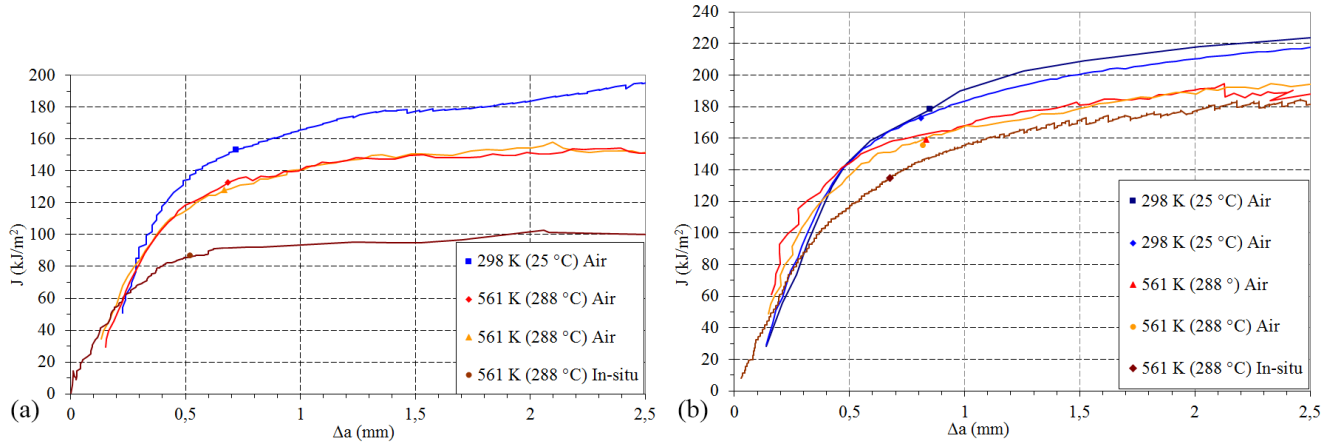 (a)
J (kJ/m²)
200
180
160
140
120
100
80
60
40
20
0
0
0,5
1
1,5
2
2,5
Δa (mm)
298 K (25 °C) Air
561 K (288 °C) Air
561 K (288 °C) Air
561 K (288 °C) In-situ
(b)
J (kJ/m²)
240
220
200
180
160
140
120
100
80
60
40
20
0
0
0,5
1
1,5
2
2,5
Δa (mm)
298 K (25 °C) Air
298 K (25 °C) Air
561 K (288 °) Air
561 K (288 °C) Air
561 K (288 °C) In-situ